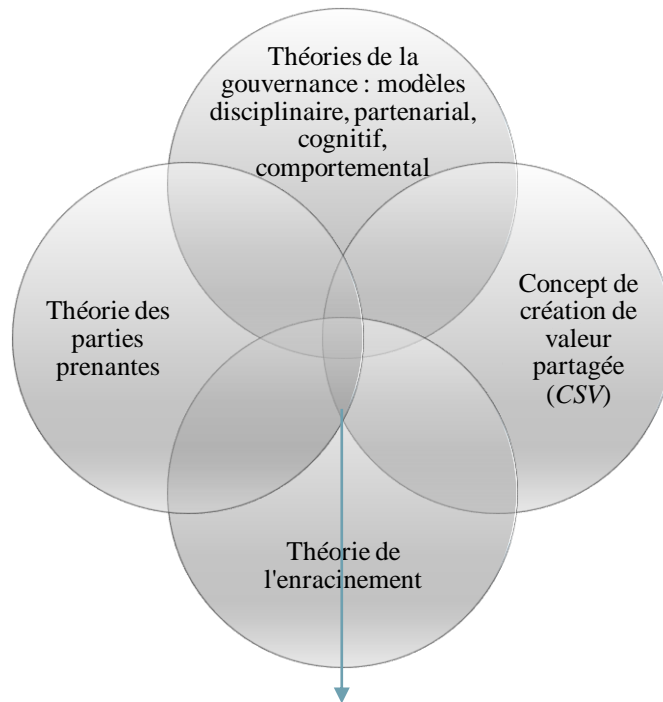 Théories de la
gouvernance : modèles
disciplinaire, partenarial,
cognitif,
comportemental
Théorie des
parties
prenantes
Concept de
création de
valeur
partagée
(CSV)
Théorie de
l'enracinement